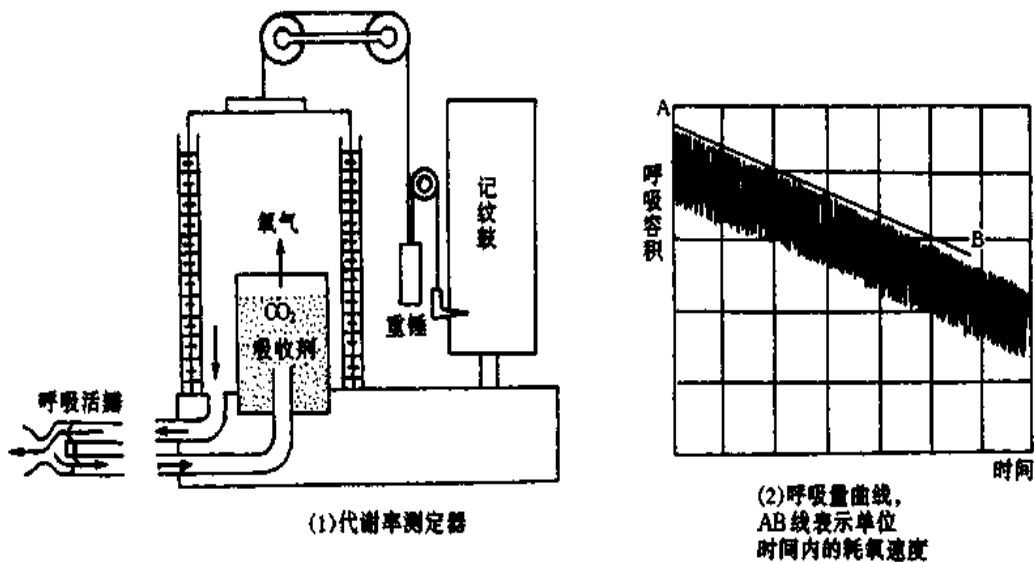 氧气
CO₂
吸收剂
重锤
记纹鼓
呼吸活瓣
(1)代谢率测定器
A
呼吸容积
B
时间
(2)呼吸量曲线，
AB线表示单位
时间内的耗氧速度